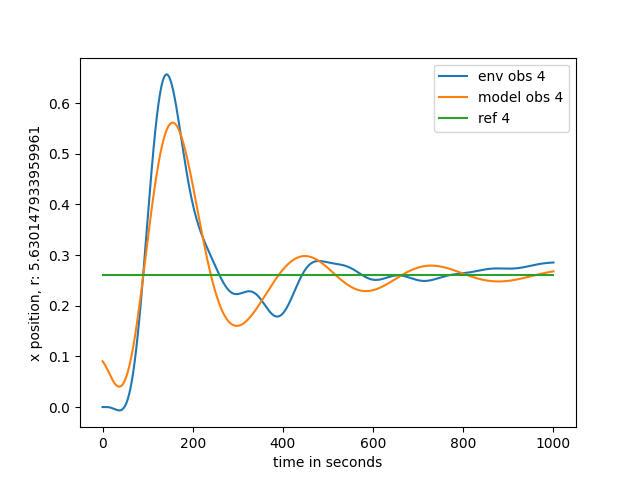 env obs 4
model obs 4
ref 4
0.6
0.5
0.4
0.3
0.2
0.1
0.0
x position, r: 5.630147933959961
0 200 400 600 800 1000
time in seconds